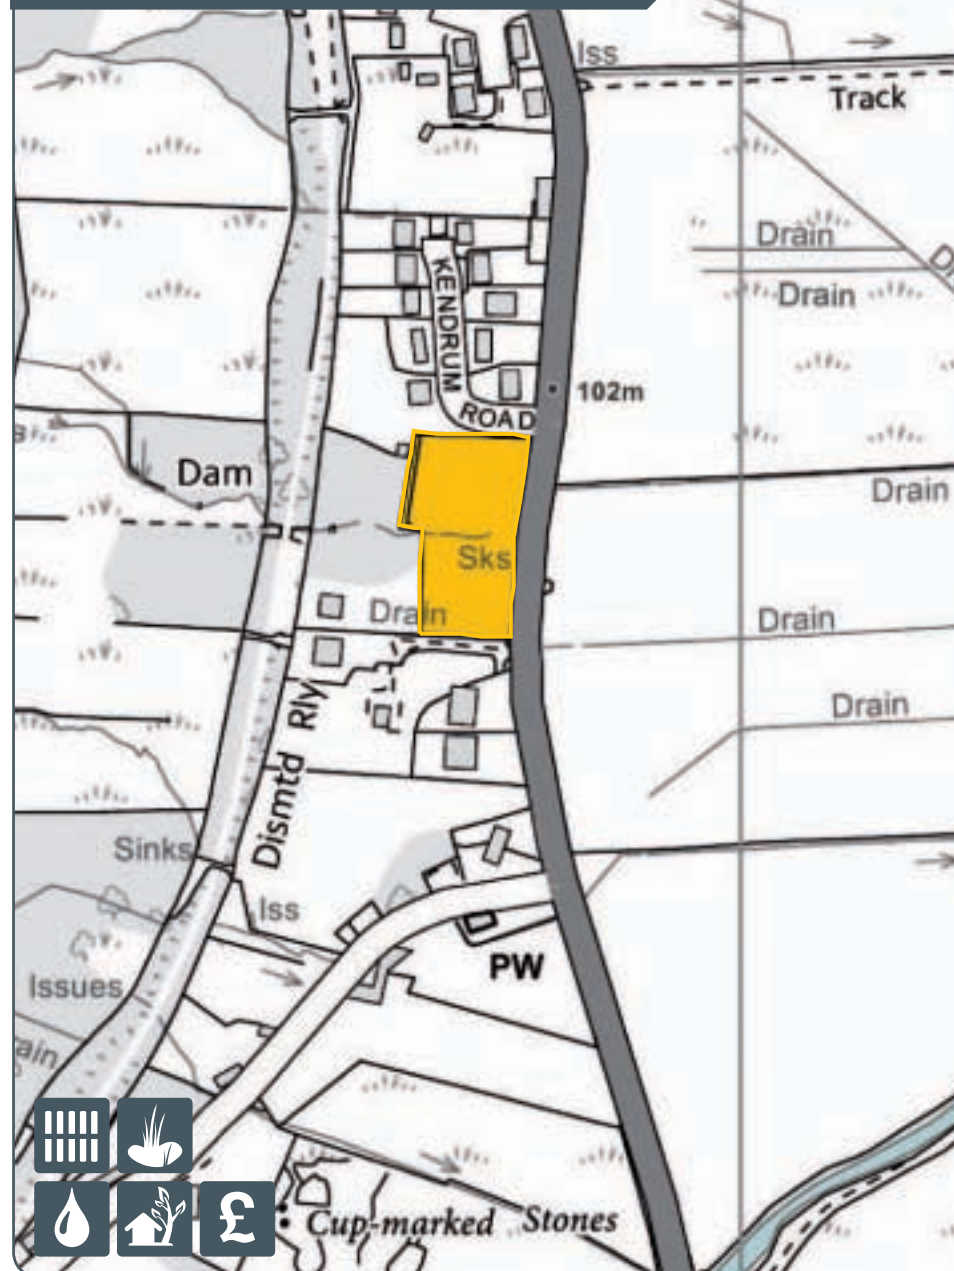 Iss
Track
Drain
Drain
KENDRUM
ROAD
102m
Dam
Drain
Sks
Drain
Drain
Drain
Dismtd Rly
Sinks
Iss
PW
Issues
ain
£
Cup-marked Stones